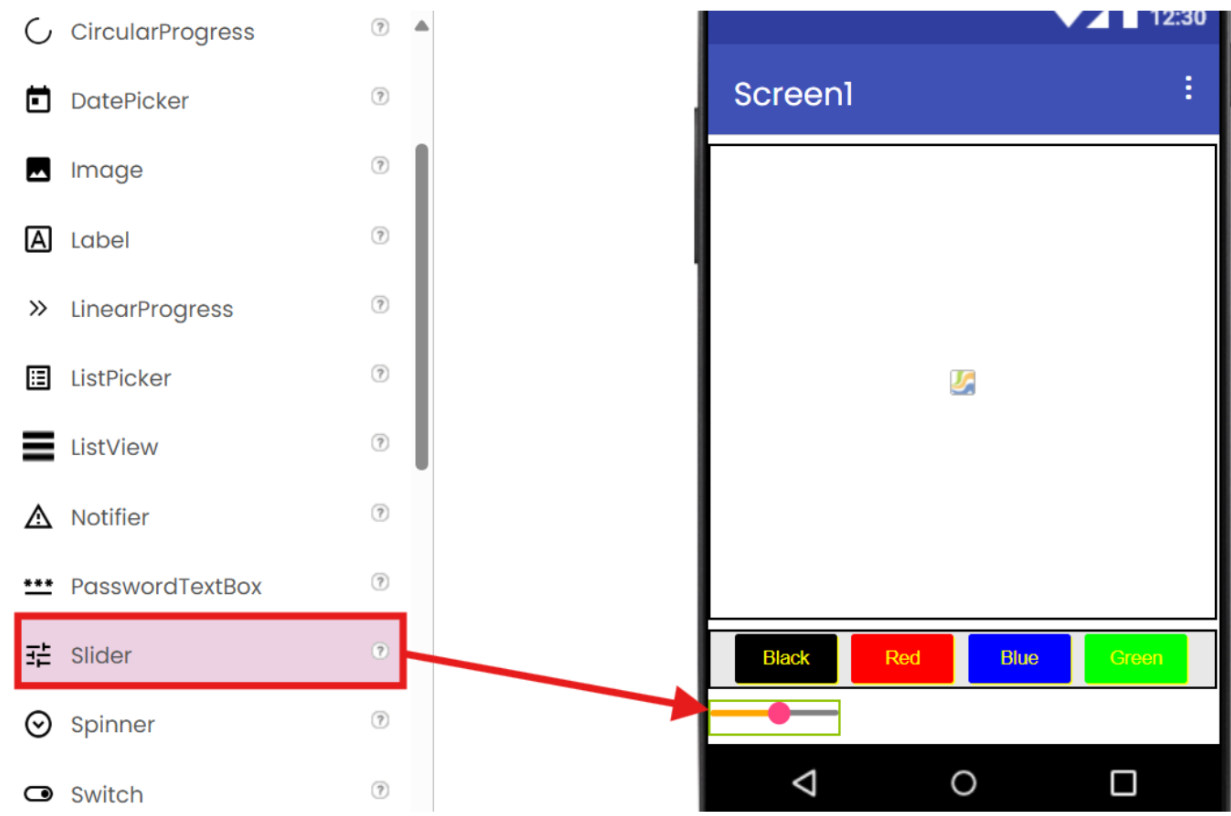 CircularProgress ?
DatePicker ?
Image ?
A Label ?
LinearProgress ?
ListPicker ?
ListView ?
Notifier ?
*** PasswordTextBox ?
Slider ?
Spinner ?
Switch ?
12:30
Screen1
Black Red Blue Green